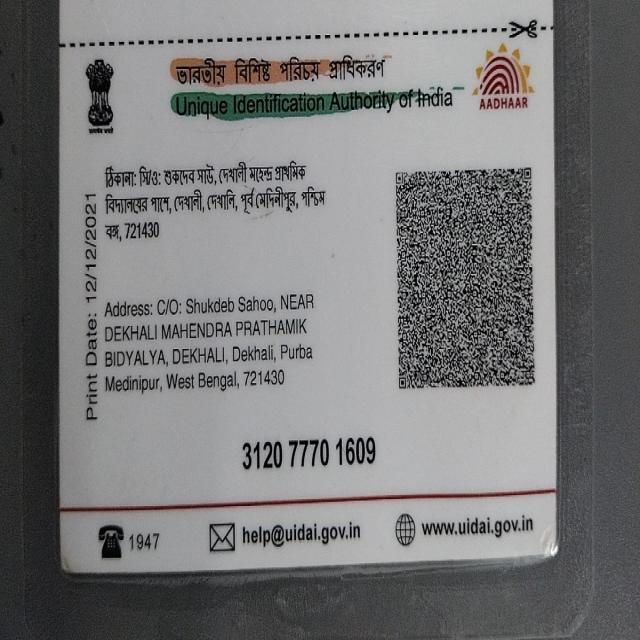 ভারতীয় বিশিষ্ট পরিচয় প্রাধিকরণ
Unique Identification Authority of India
AADHAAR
ঠিকানা: সি/ও: শুকদেব সাউ, দেখালী মহেন্দ্র প্রাথমিক
বিদ্যালয়ের পাশে, দেখালী, দেখালি, পূর্ব মেদিনীপুর, পশ্চিম
বঙ্গ, 721430
Print Date: 12/12/2021
Address: C/O: Shukdeb Sahoo, NEAR
DEKHALI MAHENDRA PRATHAMIK
BIDYALYA, DEKHALI, Dekhali, Purba
Medinipur, West Bengal, 721430
3120 7770 1609
1947
help@uidai.gov.in
www.uidai.gov.in